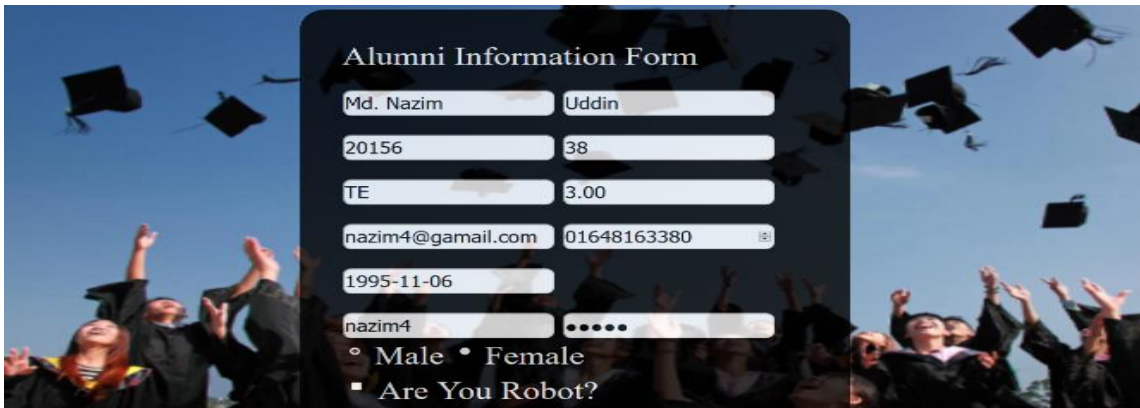 Alumni Information Form
Md. Nazim Uddin
20156 38
TE 3.00
nazim4@gamail.com 01648163380
1995-11-06
nazim4 •••••
Male Female
Are You Robot?